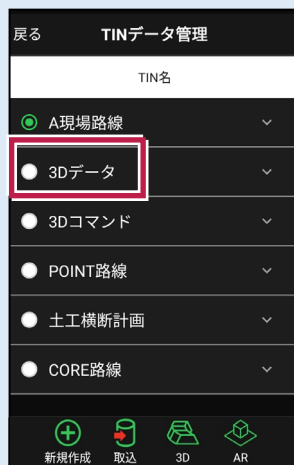 戻る TINデータ管理
TIN名
A現場路線
3Dデータ
3Dコマンド
POINT路線
土工横断計画
CORE路線
新規作成 取込 3D AR